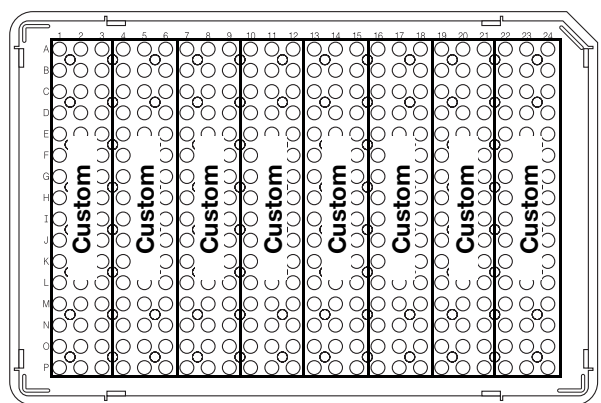 1 2 3 4 5 6 7 8 9 10 11 12 13 14 15 16 17 18 19 20 21 22 23 24
A
B
C
D
E
F
G
H
I
J
K
L
M
N
O
P
Custom Custom Custom Custom Custom Custom Custom Custom